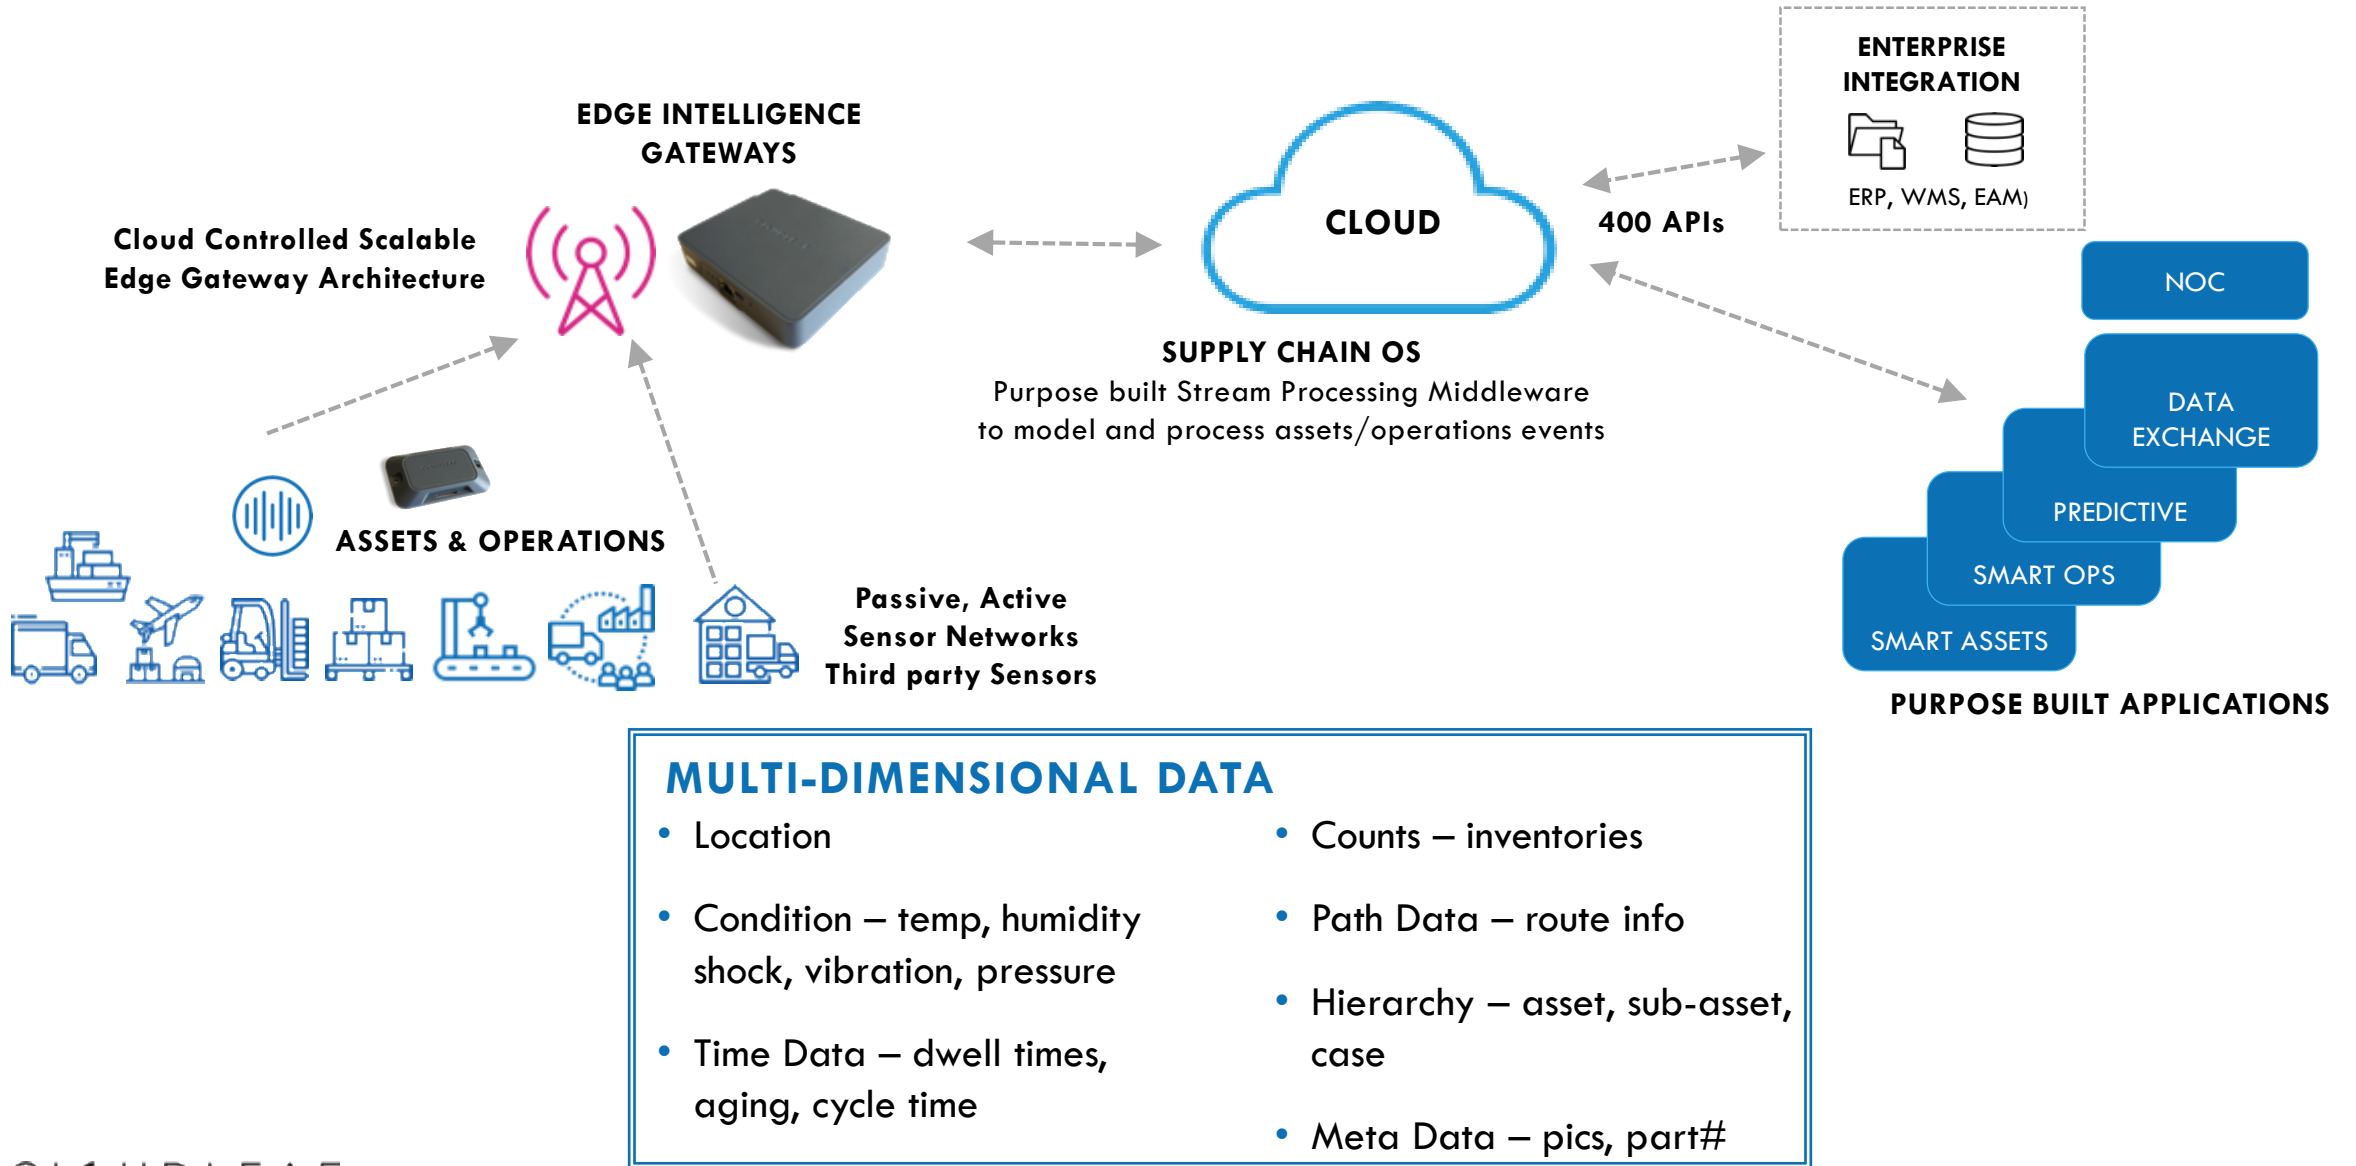 ENTERPRISE
INTEGRATION
ERP, WMS, EAM)
EDGE INTELLIGENCE
GATEWAYS
Cloud Controlled Scalable
Edge Gateway Architecture
CLOUD
400 APIs
SUPPLY CHAIN OS
Purpose built Stream Processing Middleware
to model and process assets/operations events
NOC
DATA
EXCHANGE
PREDICTIVE
SMART OPS
SMART ASSETS
PURPOSE BUILT APPLICATIONS
ASSETS & OPERATIONS
Passive, Active
Sensor Networks
Third party Sensors
MULTI-DIMENSIONAL DATA
• Location
• Condition – temp, humidity
shock, vibration, pressure
• Time Data – dwell times,
aging, cycle time
• Counts – inventories
• Path Data – route info
• Hierarchy – asset, sub-asset,
case
• Meta Data – pics, part#